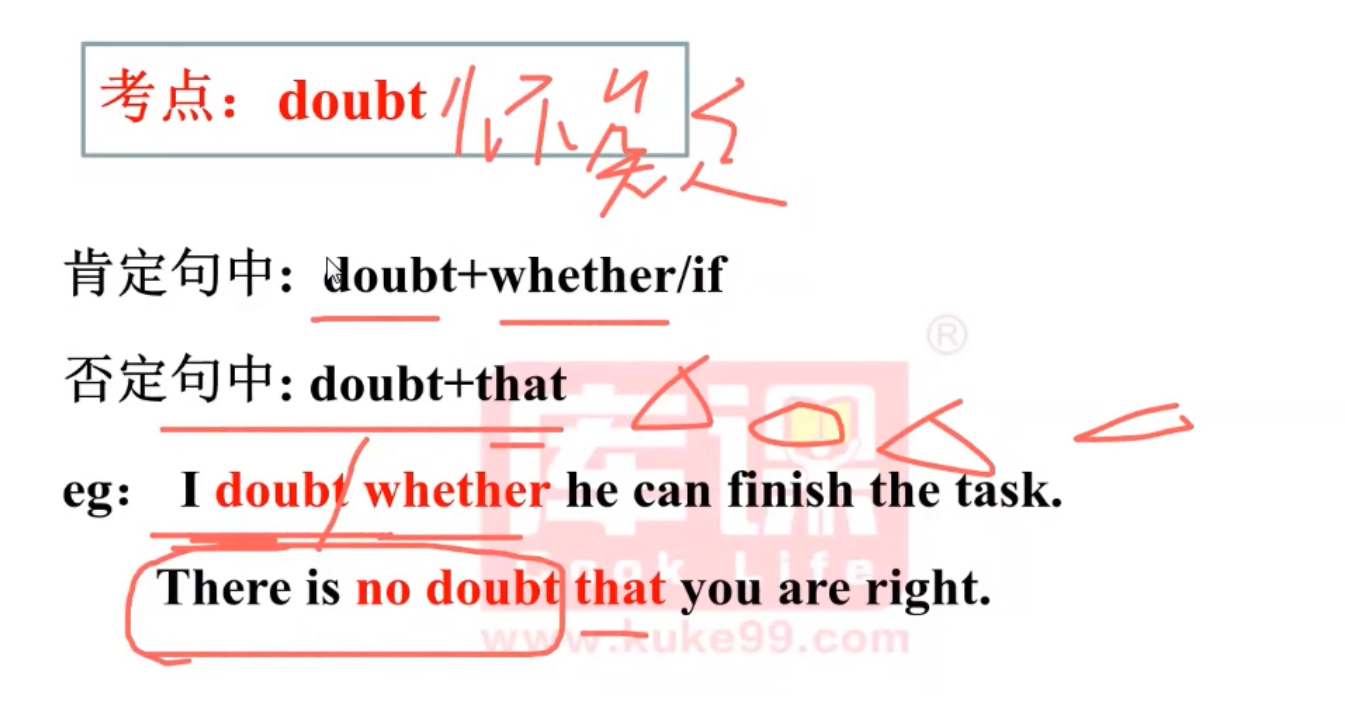 考点：doubt 怀疑
肯定句中：doubt+whether/if
否定句中: doubt+that
eg： I doubt whether he can finish the task.
There is no doubt that you are right.
库课®
Cook Life
www.kuke99.com